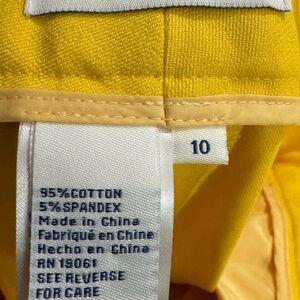 10
95%COTTON
5%SPANDEX
Made in China
Fabriqué en Chine
Hecho en China
RN 19061
SEE REVERSE
FOR CARE